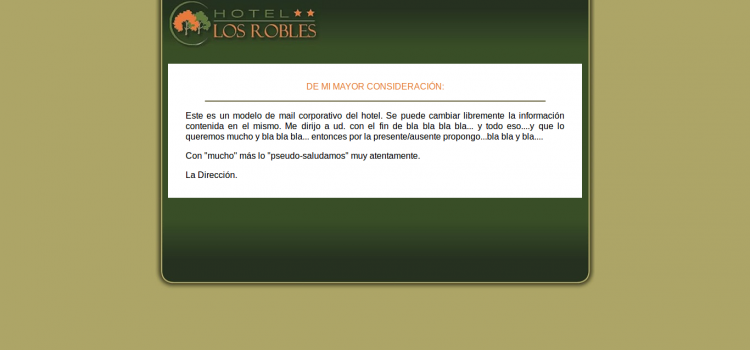 HOTEL
LOS ROBLES
DE MI MAYOR CONSIDERACIÓN:
Este es un modelo de mail corporativo del hotel. Se puede cambiar libremente la información
contenida en el mismo. Me dirijo a ud. con el fin de bla bla bla bla... y todo eso....y que lo
queremos mucho y bla bla bla... entonces por la presente/ausente propongo...bla bla y bla....
Con "mucho" más lo "pseudo-saludamos" muy atentamente.
La Dirección.